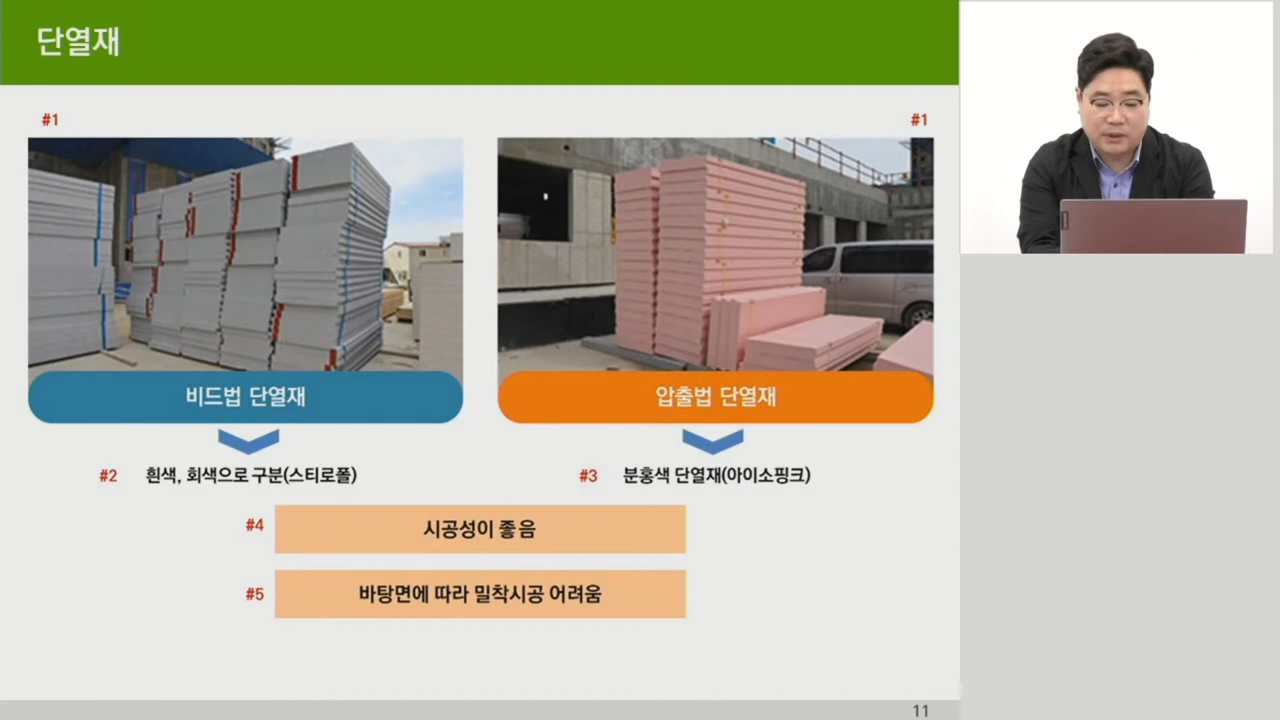 단열재
#1
#1
비드법 단열재
압출법 단열재
#2 흰색, 회색으로 구분(스티로폴)
#3 분홍색 단열재(아이소핑크)
#4 시공성이 좋음
#5 바탕면에 따라 밀착시공 어려움
11